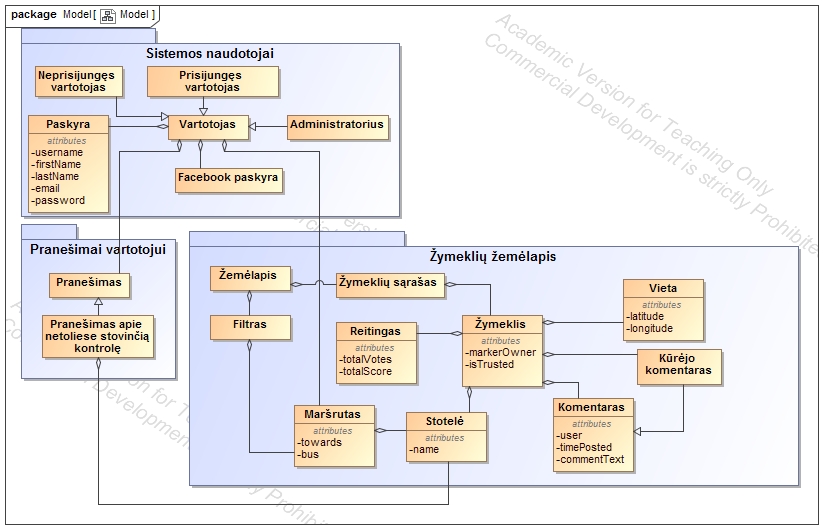 package Model [ Model ]
Academic Version for Teaching Only
Commercial Development is strictly Prohibite
Sistemos naudotojai
Neprisijungęs
vartotojas
Prisijungęs
vartotojas
Paskyra
attributes
-username
-firstName
-lastName
-email
-password
Vartotojas
Administratorius
Facebook paskyra
Pranešimai vartotojui
Pranešimas
Pranešimas apie
netoliese stovinčią
kontrolę
Žymeklių žemėlapis
Žemėlapis
Žymeklių sąrašas
Filtras
Reitingas
attributes
-totalVotes
-totalScore
Žymeklis
attributes
-markerOwner
-isTrusted
Vieta
attributes
-latitude
-longitude
Kūrėjo
komentaras
Maršrutas
attributes
-towards
-bus
Stotelė
attributes
-name
Komentaras
attributes
-user
-timePosted
-commentText